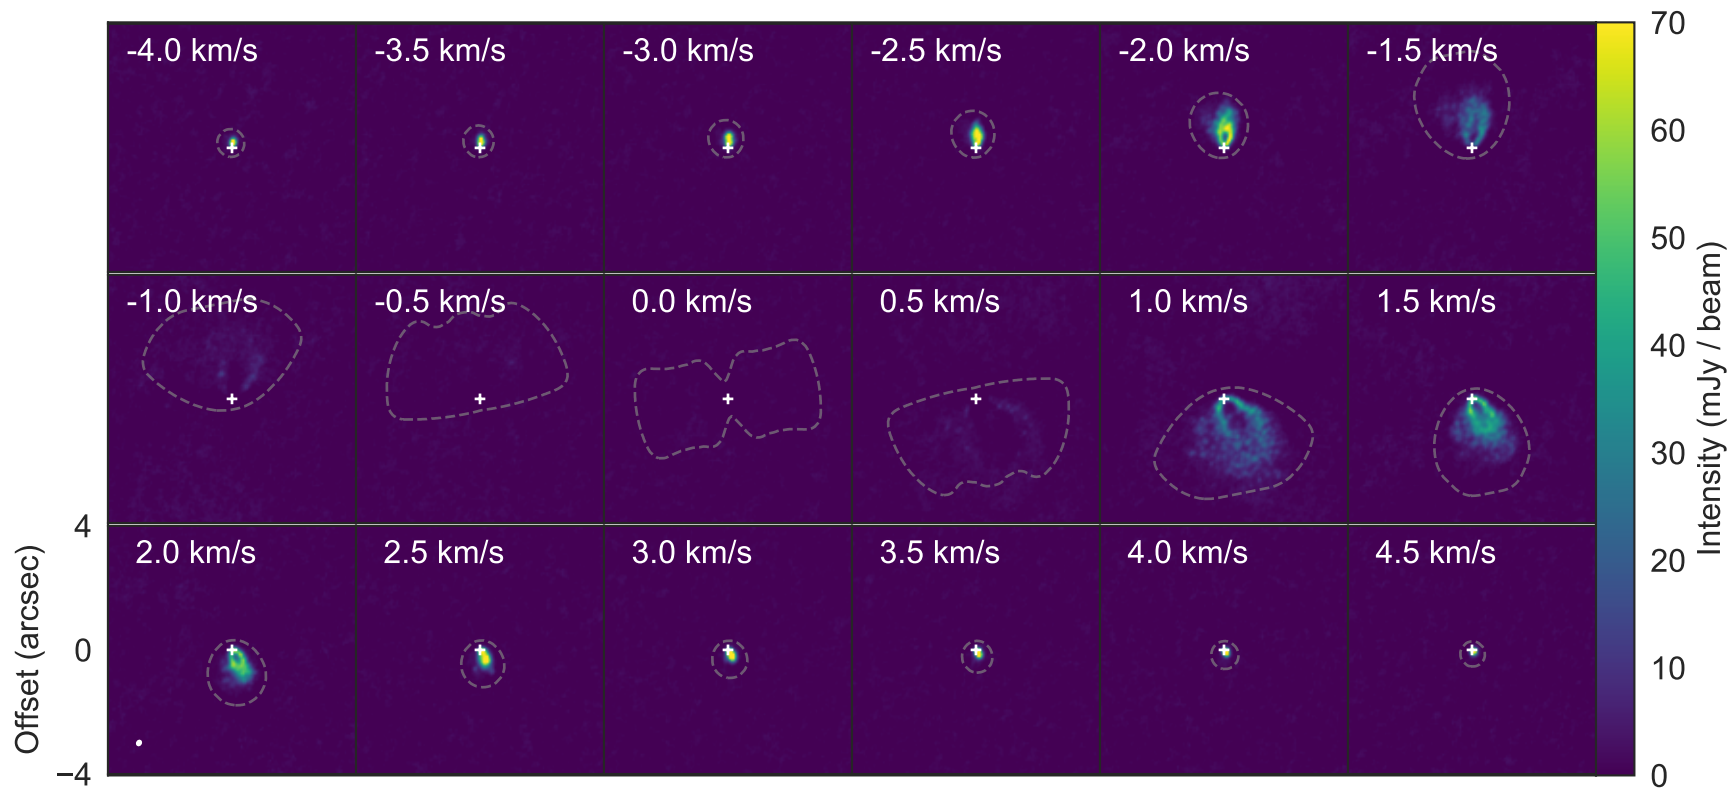 -4.0 km/s
-3.5 km/s
-3.0 km/s
-2.5 km/s
-2.0 km/s
-1.5 km/s
-1.0 km/s
-0.5 km/s
0.0 km/s
0.5 km/s
1.0 km/s
1.5 km/s
2.0 km/s
2.5 km/s
3.0 km/s
3.5 km/s
4.0 km/s
4.5 km/s
4
0
−4
Offset (arcsec)
70
60
50
40
30
20
10
0
Intensity (mJy / beam)